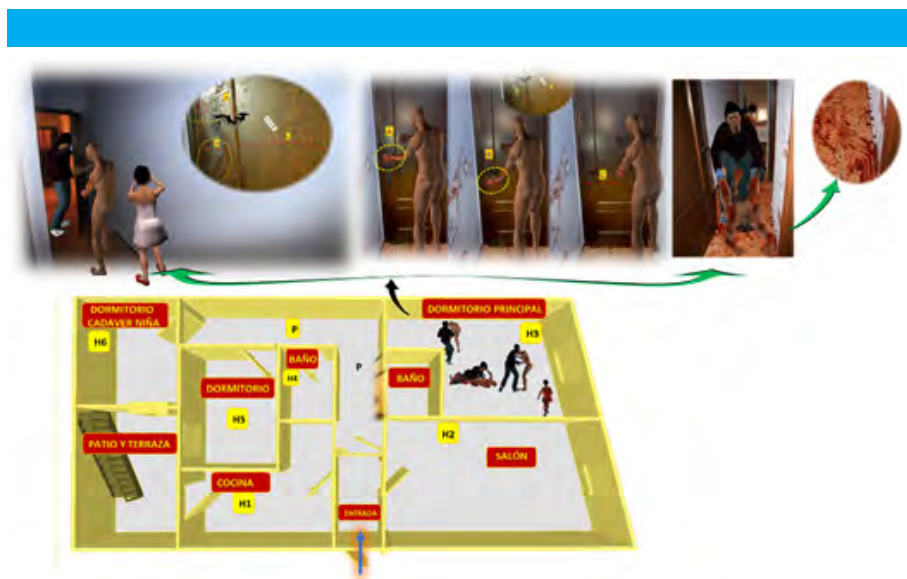 DORMITORIO
CADAVER NIÑA
H6
P
DORMITORIO PRINCIPAL
H3
BAÑO
H4
P
BAÑO
DORMITORIO
H5
H2
PATIO Y TERRAZA
SALÓN
COCINA
H1
ENTRADA